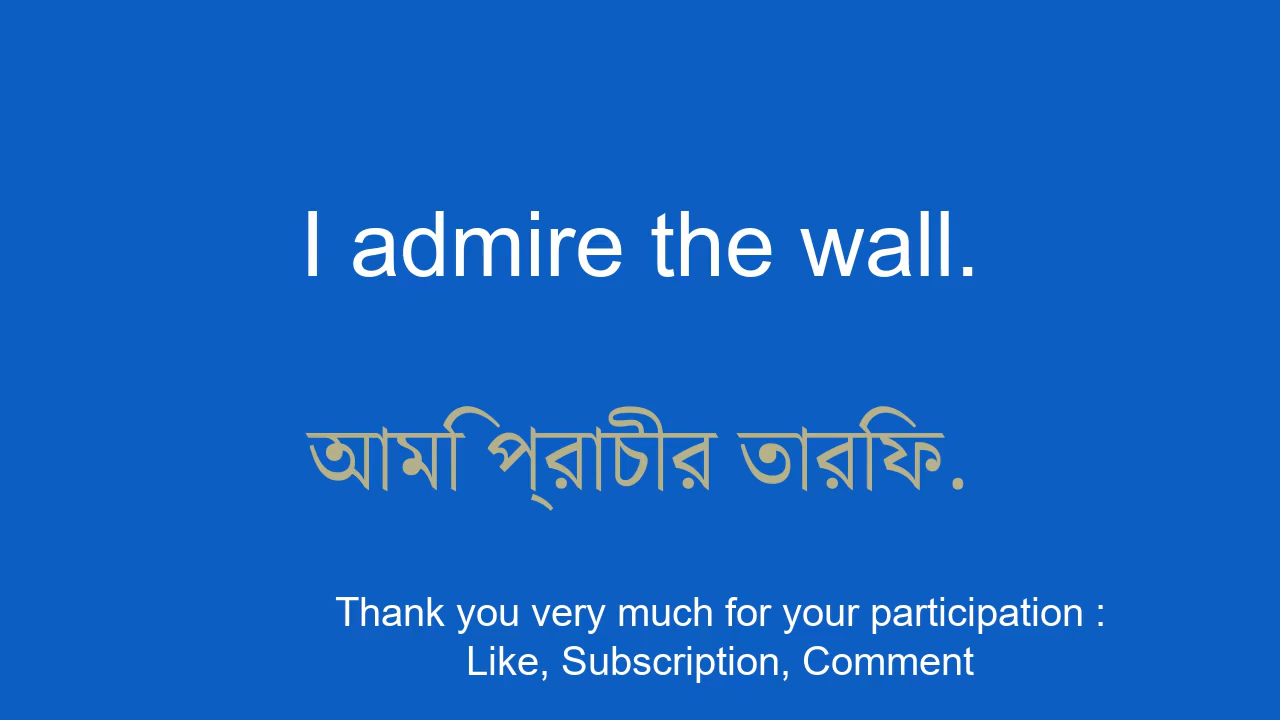 I admire the wall.
আমি প্রাচীর তারিফ.
Thank you very much for your participation :
Like, Subscription, Comment